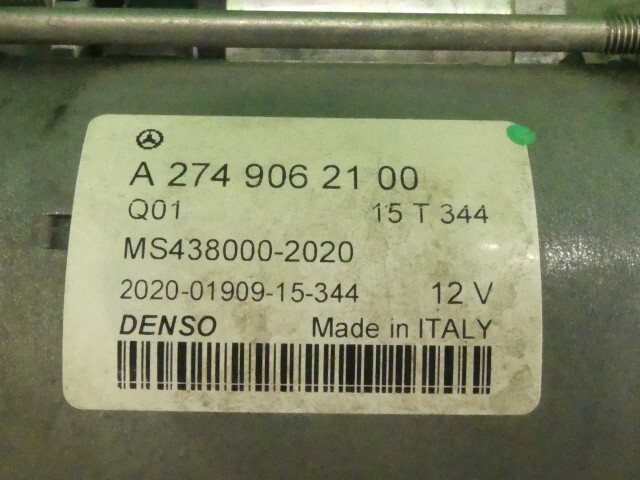 A 274 906 21 00
Q01 15 T 344
MS438000-2020
2020-01909-15-344 12 V
DENSO Made in ITALY